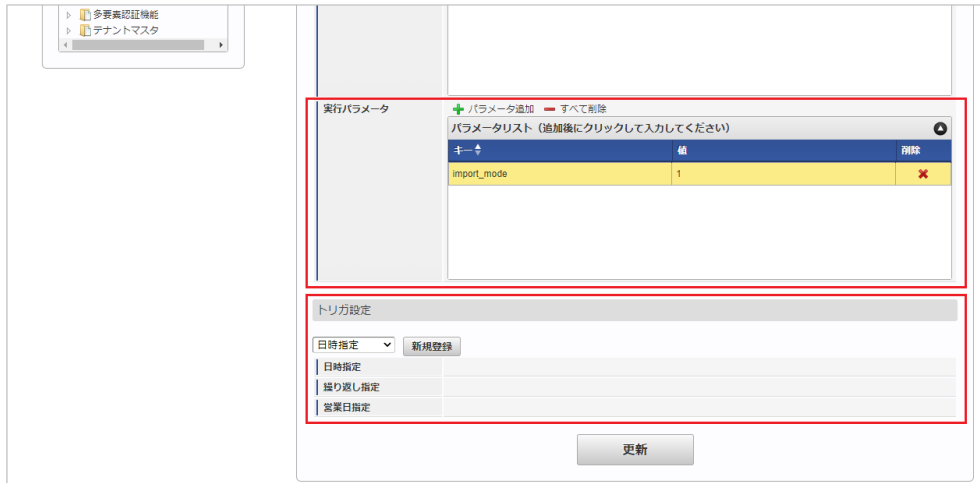 多要素認証機能
テナントマスタ
実行パラメータ
パラメータ追加 すべて削除
パラメータリスト（追加後にクリックして入力してください）
キー 値 削除
import_mode 1
トリガ設定
日時指定 新規登録
日時指定
繰り返し指定
営業日指定
更新